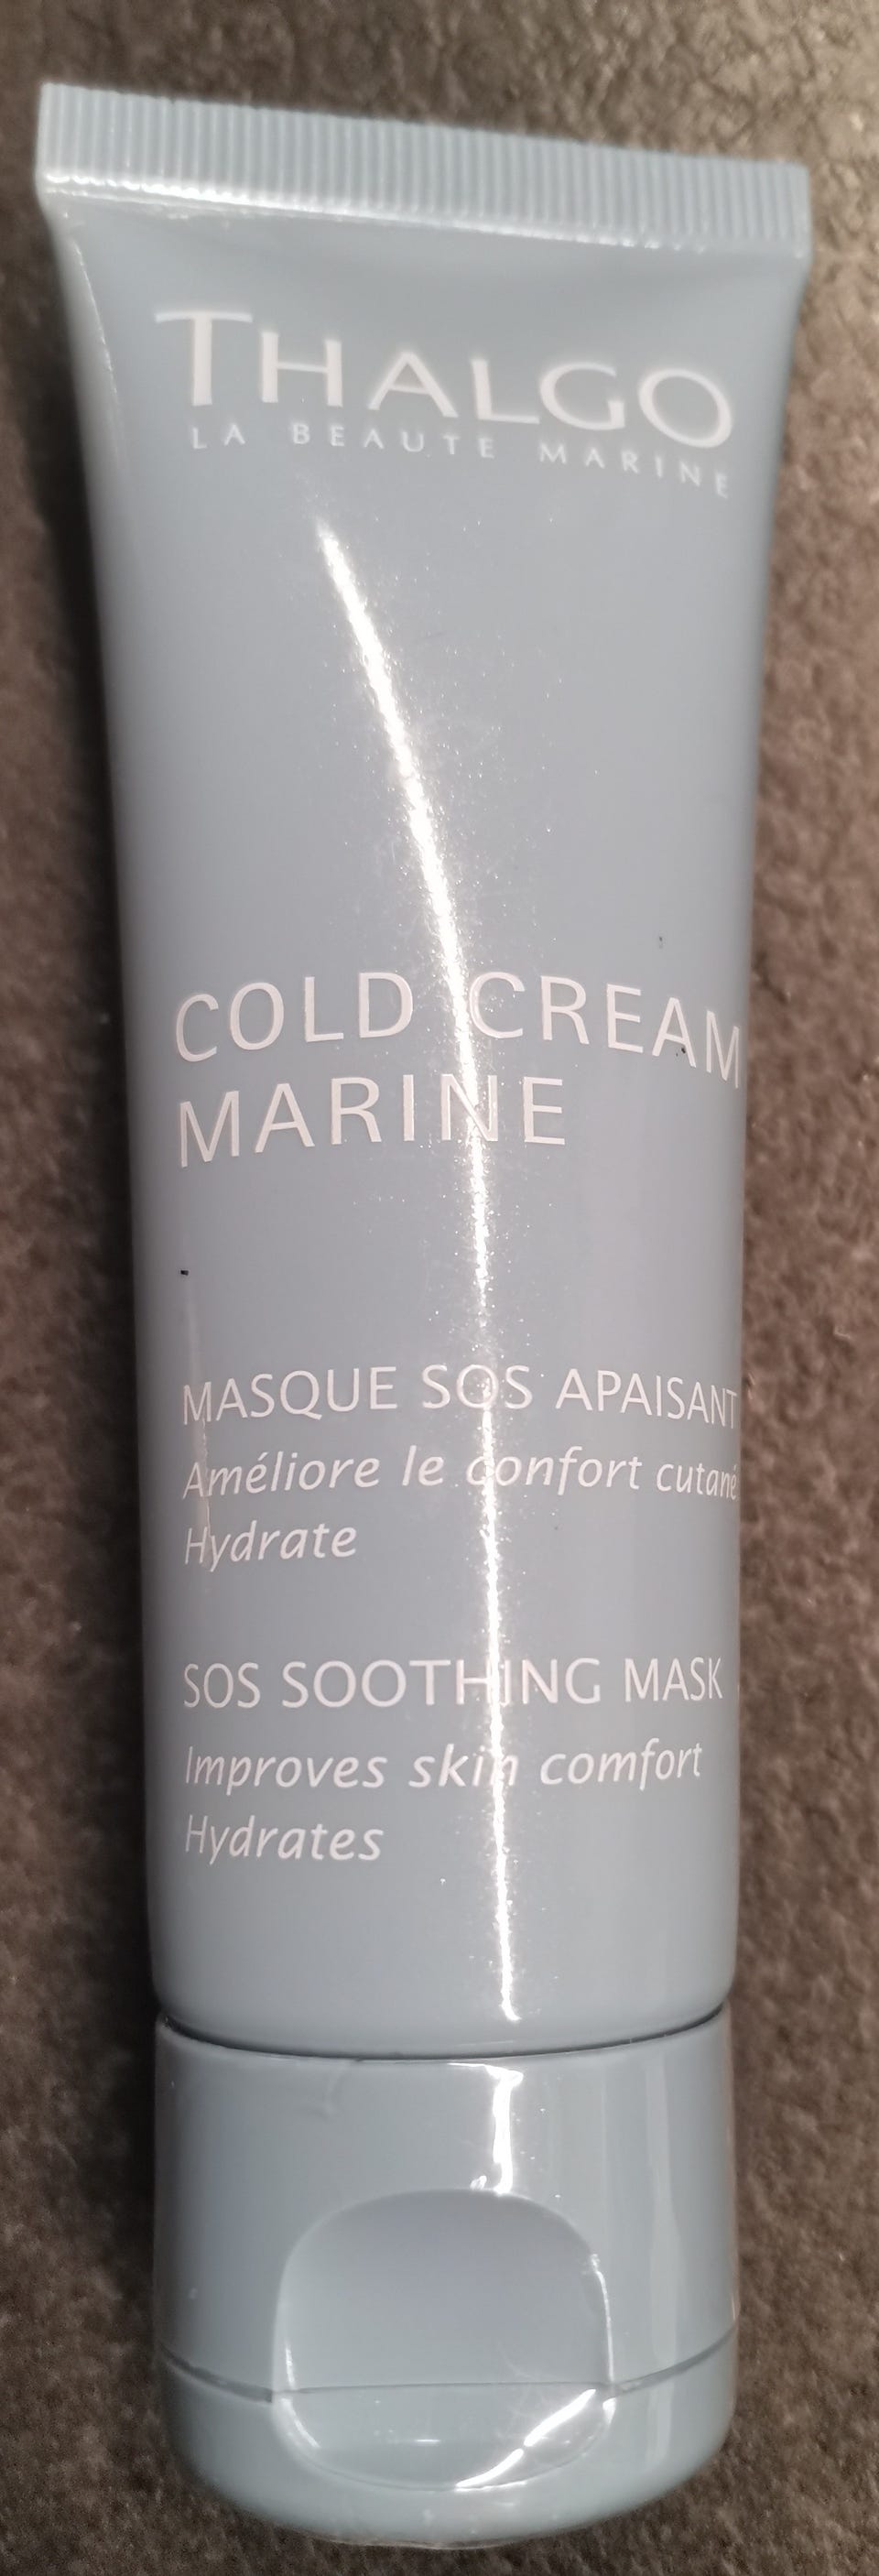 THALGO
LA BEAUTE MARINE
COLD CREAM
MARINE
MASQUE SOS APAISANT
Améliore le confort cutané
Hydrate
SOS SOOTHING MASK
Improves skin comfort
Hydrates